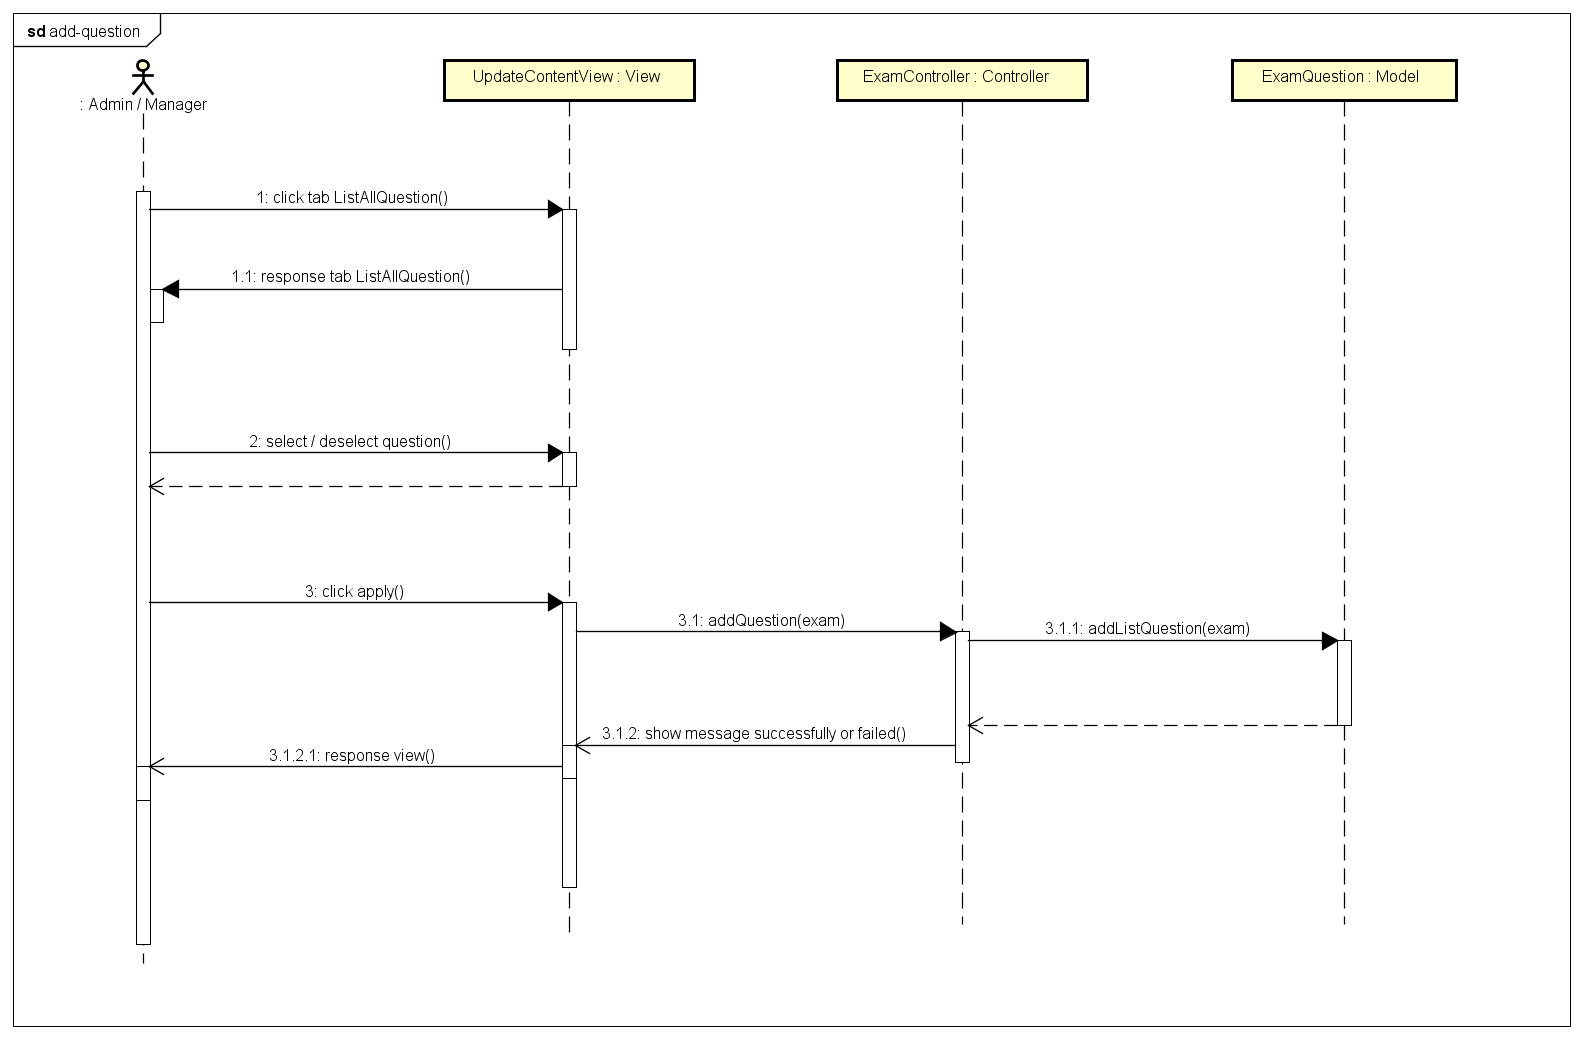 sd add-question
: Admin / Manager
UpdateContentView : View
ExamController : Controller
ExamQuestion : Model
1: click tab ListAllQuestion()
1.1: response tab ListAllQuestion()
2: select / deselect question()
3: click apply()
3.1: addQuestion(exam)
3.1.1: addListQuestion(exam)
3.1.2: show message successfully or failed()
3.1.2.1: response view()